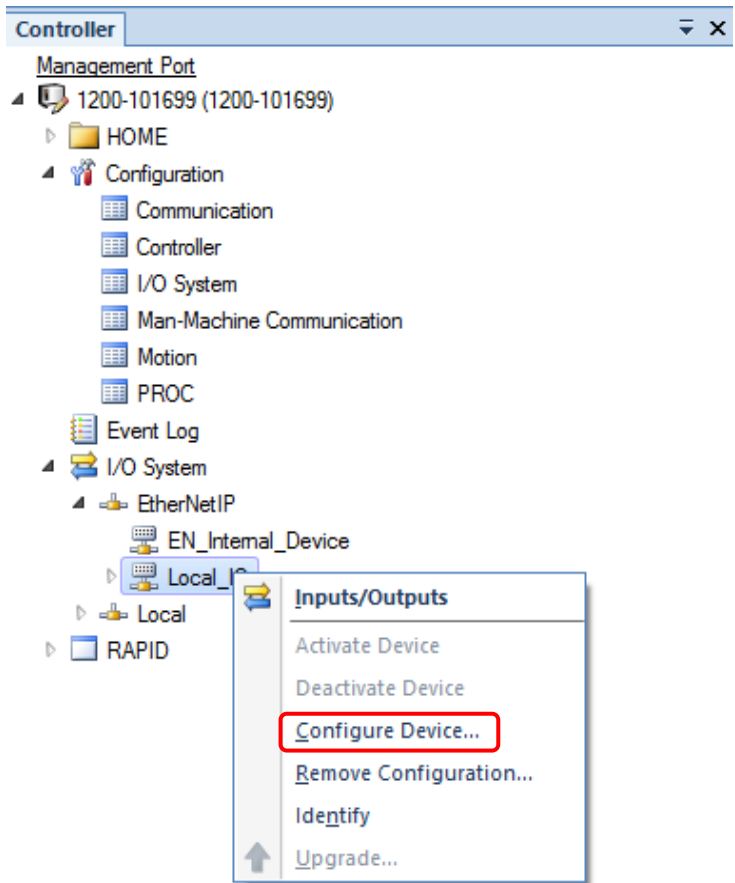 Controller
Management Port
1200-101699 (1200-101699)
HOME
Configuration
Communication
Controller
I/O System
Man-Machine Communication
Motion
PROC
Event Log
I/O System
EtherNetIP
EN_Internal_Device
Local_IO
Local
RAPID
Inputs/Outputs
Activate Device
Deactivate Device
Configure Device...
Remove Configuration...
Identify
Upgrade...